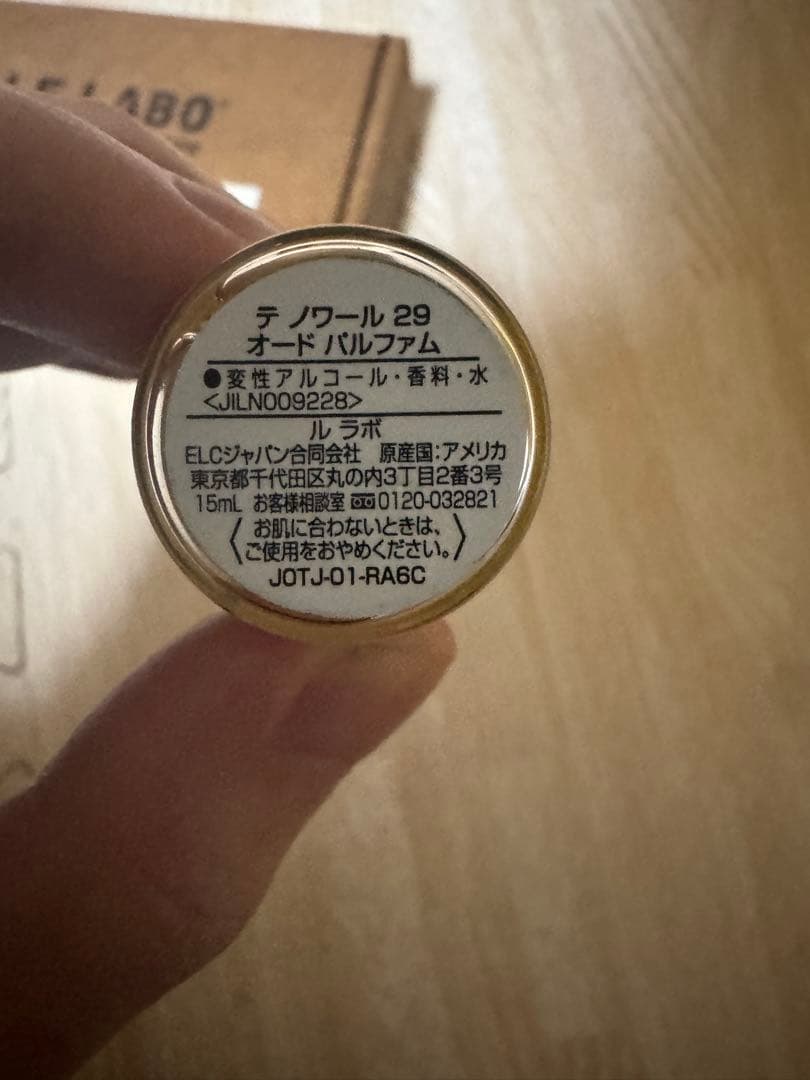 LABO
テ ノワール 29
オード パルファム
●変性アルコール・香料・水
<JILN009228>
ル ラボ
ELCジャパン合同会社 原産国:アメリカ
東京都千代田区丸の内3丁目2番3号
15mL お客様相談室 0120-032821
〈お肌に合わないときは、
ご使用をおやめください。〉
J0TJ-01-RA6C